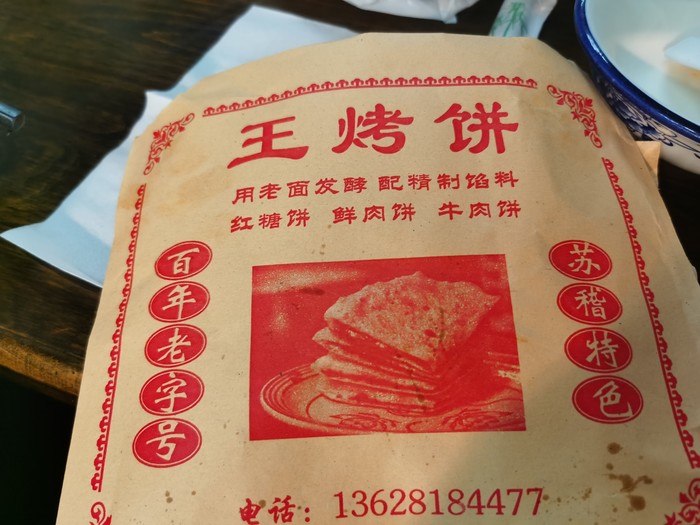 王烤饼
用老面发酵 配精制馅料
红糖饼 鲜肉饼 牛肉饼
百年老字号
苏稽特色
电话：13628184477